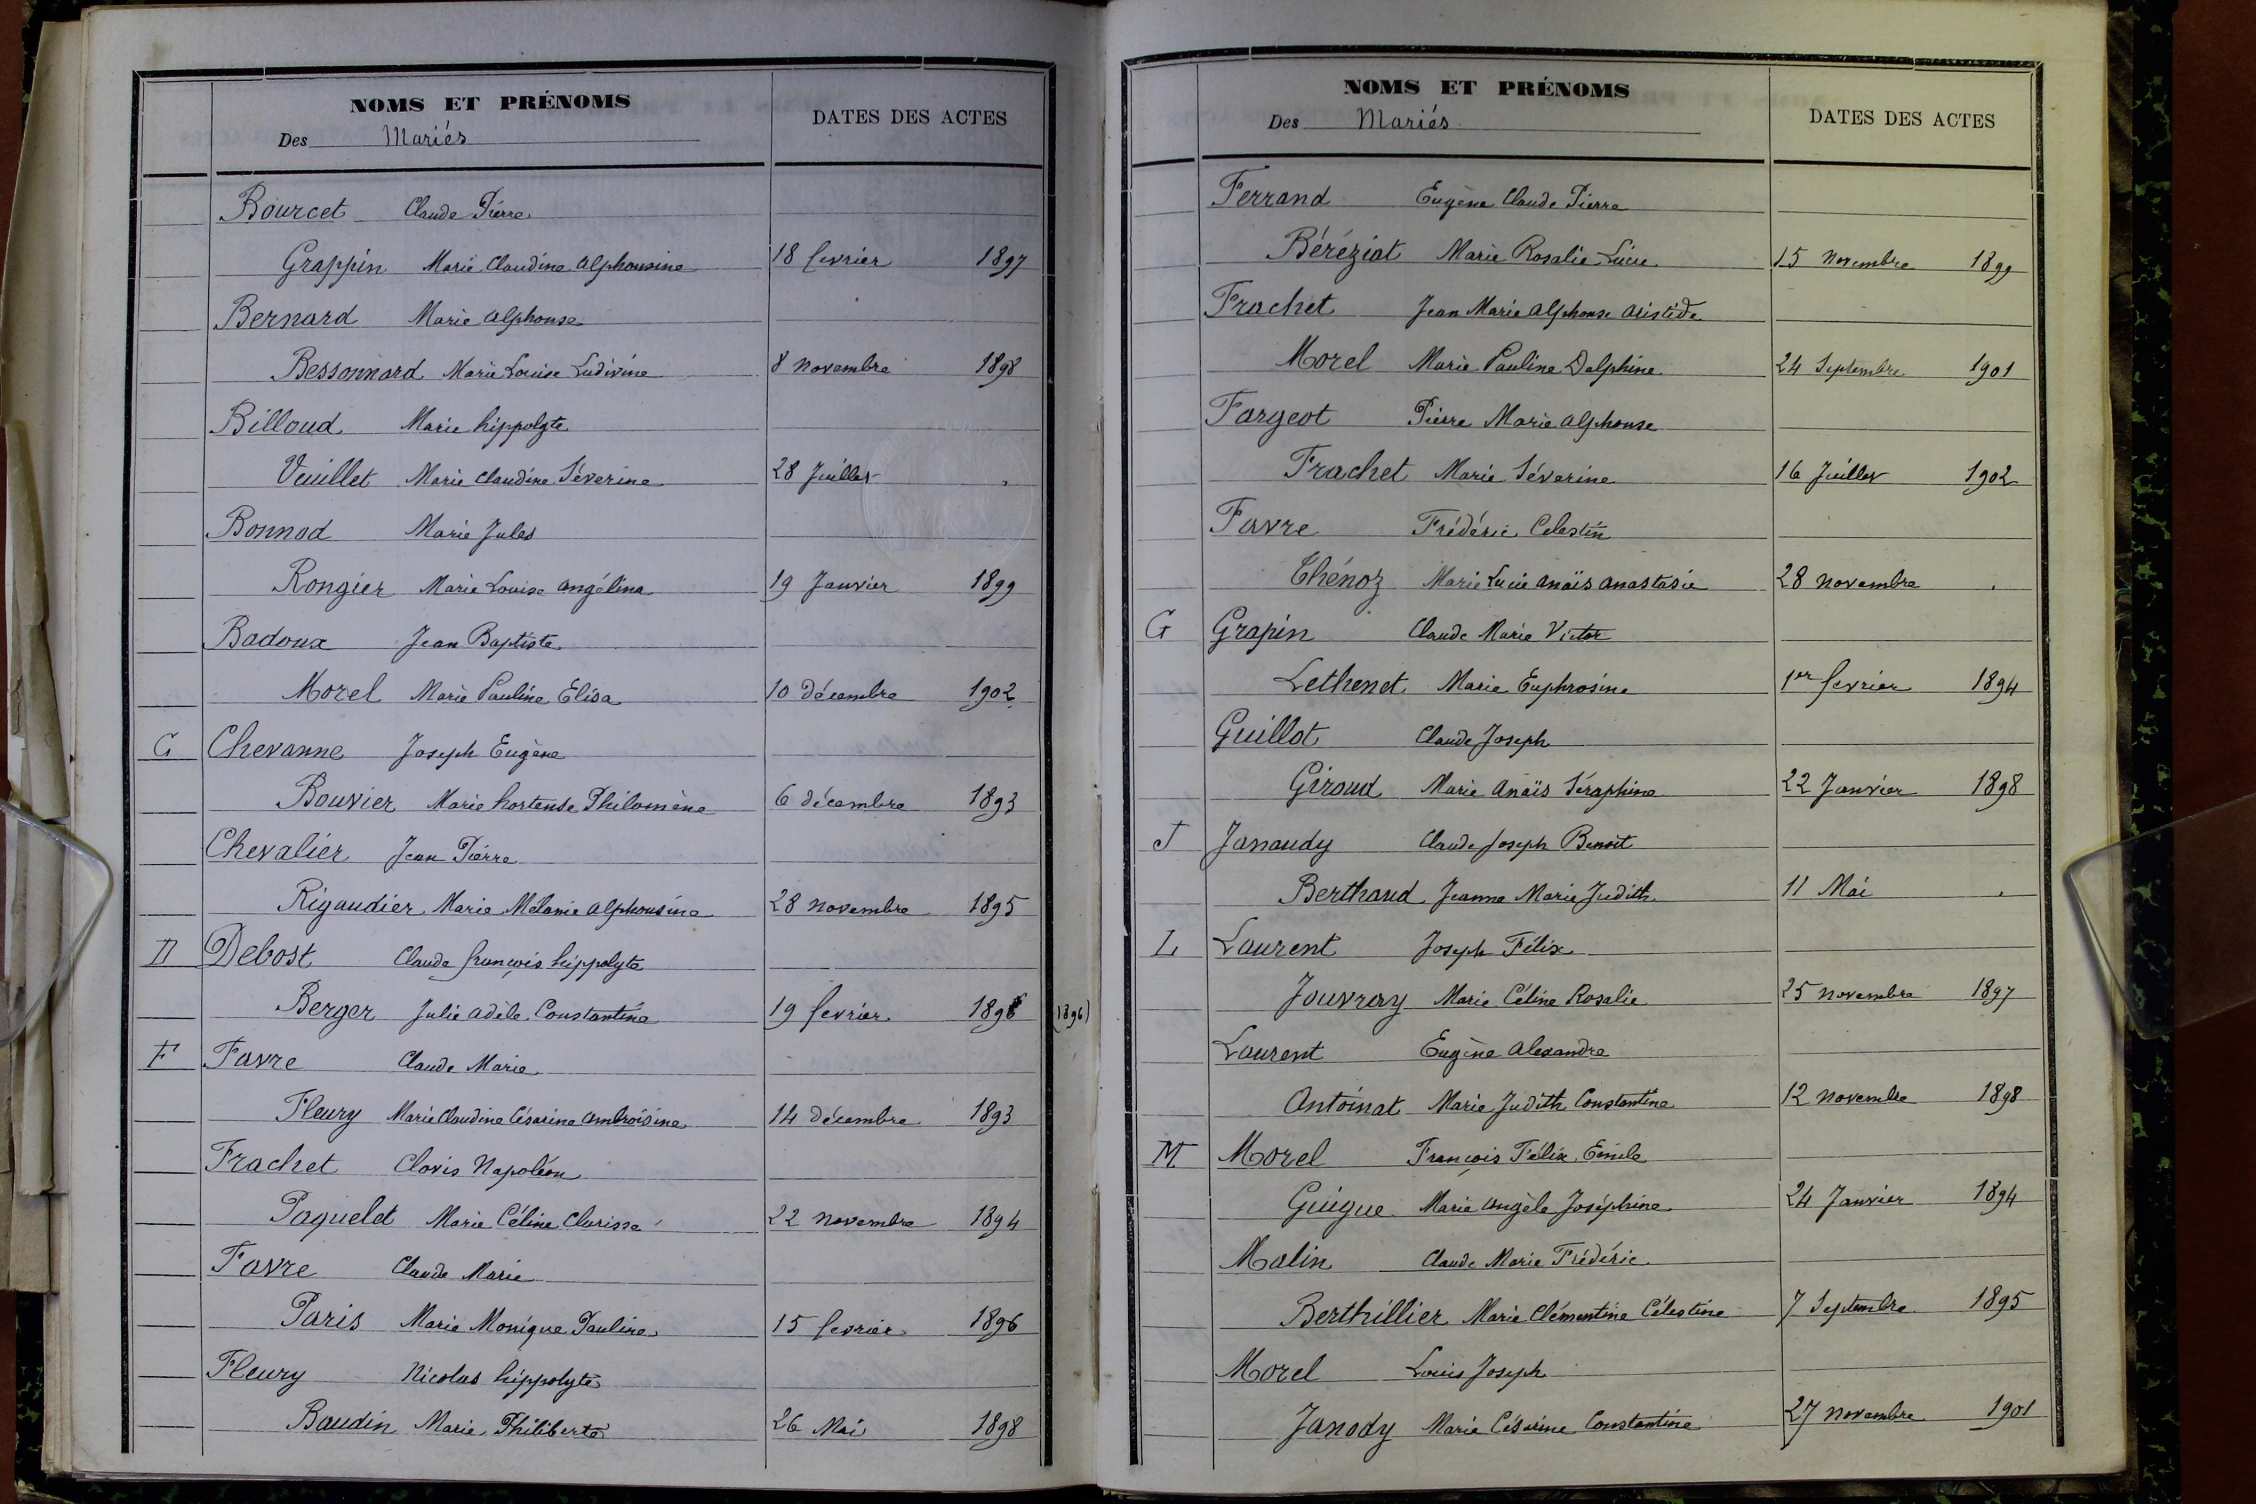 NOMS ET PRÉNOMS
Des Mariés
DATES DES ACTES
Bourcet Claude Pierre
Grappin Marie Claudine Alphonsine 18 fevrier 1897
Bernard Marie Alphonse
Bessonnard Marie Louise Ludivine 8 Novembre 1898
Billoud Marie hippolyte
Veuillet Marie Claudine Séverine 28 Juillet "
Bonnod Marie Jules
Rongier Marie Louise Angélina 19 Janvier 1899
Badoux Jean Baptiste
Morel Marie Pauline Elisa 10 décembre 1902
C Chevanne Joseph Eugène
Bouvier Marie hortense Philomène 6 décembre 1893
Chevalier Jean Pierre
Rigaudier Marie Mélanie Alphonsine 28 novembre 1895
D Debost Claude françois hippolyte
Berger Julie Adèle Constantine 19 fevrier 1896 (1896)
F Favre Claude Marie
Fleury Marie Claudine Césarine Ambroisine 14 décembre 1893
Frachet Clovis Napoléon
Paquelet Marie Céline Clarisse 22 novembre 1894
Favre Claude Marie
Paris Marie Monique Pauline 15 fevrier 1896
Fleury Nicolas hippolyte
Baudin Marie Philiberte 26 Mai 1898
NOMS ET PRÉNOMS
Des Mariés
DATES DES ACTES
Ferrand Eugène Claude Pierre
Béréziat Marie Rosalie Lucie 15 Novembre 1899
Frachet Jean Marie Alphonse Aristide
Morel Marie Pauline Delphine 24 Septembre 1901
Fargeot Pierre Marie Alphonse
Frachet Marie Séverine 16 Juillet 1902
Favre Frédéric Celestin
Thénoz Marie Lucie Anaïs Anastasie 28 novembre "
G Grapin Claude Marie Victor
Lethenet Marie Euphrosine 1er fevrier 1894
Guillot Claude Joseph
Giroud Marie Anaïs Séraphine 22 Janvier 1898
J Janaudy Claude Joseph Benoit
Berthaud Jeanne Marie Judith 11 Mai "
L Laurent Joseph Félix
Jouvray Marie Céline Rosalie 25 novembre 1897
Laurent Eugène Alexandre
Antoinat Marie Judith Constantine 12 novembre 1898
M Morel François Félix Emile
Guigue Marie Angèle Joséphine 24 Janvier 1894
Malin Claude Marie Frédéric
Berthillier Marie Clémentine Célestine 7 Septembre 1895
Morel Louis Joseph
Janody Marie Césarine Constantine 27 novembre 1901